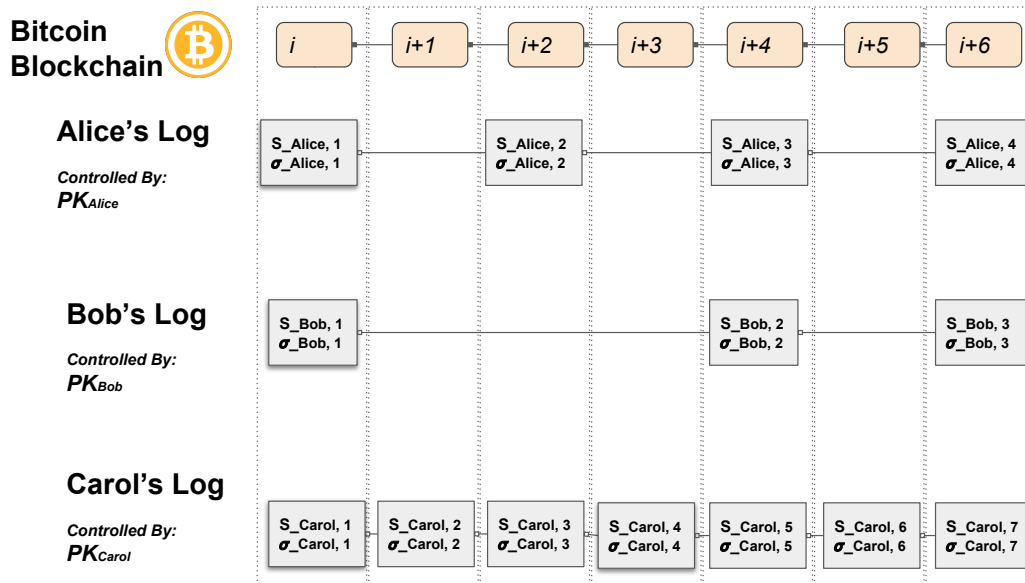 Bitcoin
Blockchain
i
i+1
i+2
i+3
i+4
i+5
i+6
Alice's Log
Controlled By:
PKAlice
S_Alice, 1
σ_Alice, 1
S_Alice, 2
σ_Alice, 2
S_Alice, 3
σ_Alice, 3
S_Alice, 4
σ_Alice, 4
Bob's Log
Controlled By:
PKBob
S_Bob, 1
σ_Bob, 1
S_Bob, 2
σ_Bob, 2
S_Bob, 3
σ_Bob, 3
Carol's Log
Controlled By:
PKCarol
S_Carol, 1
σ_Carol, 1
S_Carol, 2
σ_Carol, 2
S_Carol, 3
σ_Carol, 3
S_Carol, 4
σ_Carol, 4
S_Carol, 5
σ_Carol, 5
S_Carol, 6
σ_Carol, 6
S_Carol, 7
σ_Carol, 7